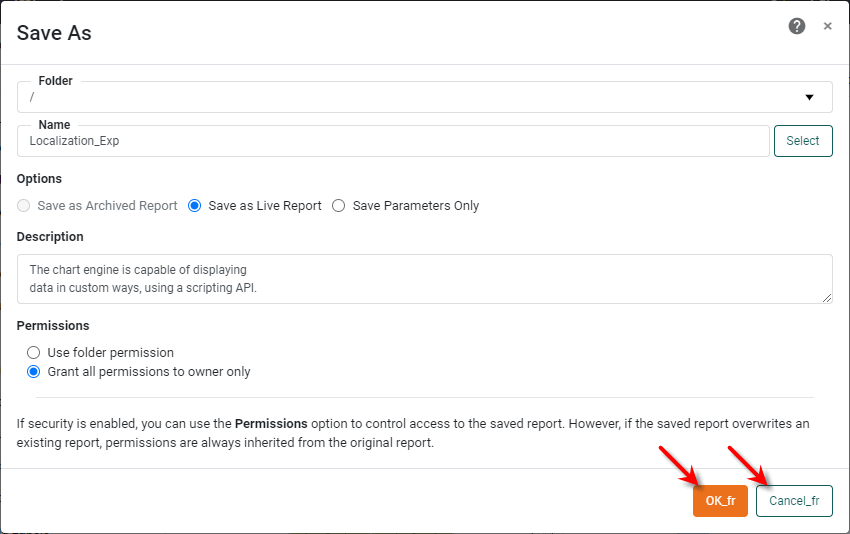 Save As
?
×
Folder
/
Name
Localization_Exp
Select
Options
Save as Archived Report
Save as Live Report
Save Parameters Only
Description
The chart engine is capable of displaying
data in custom ways, using a scripting API.
Permissions
Use folder permission
Grant all permissions to owner only
If security is enabled, you can use the Permissions option to control access to the saved report. However, if the saved report overwrites an
existing report, permissions are always inherited from the original report.
OK_fr
Cancel_fr